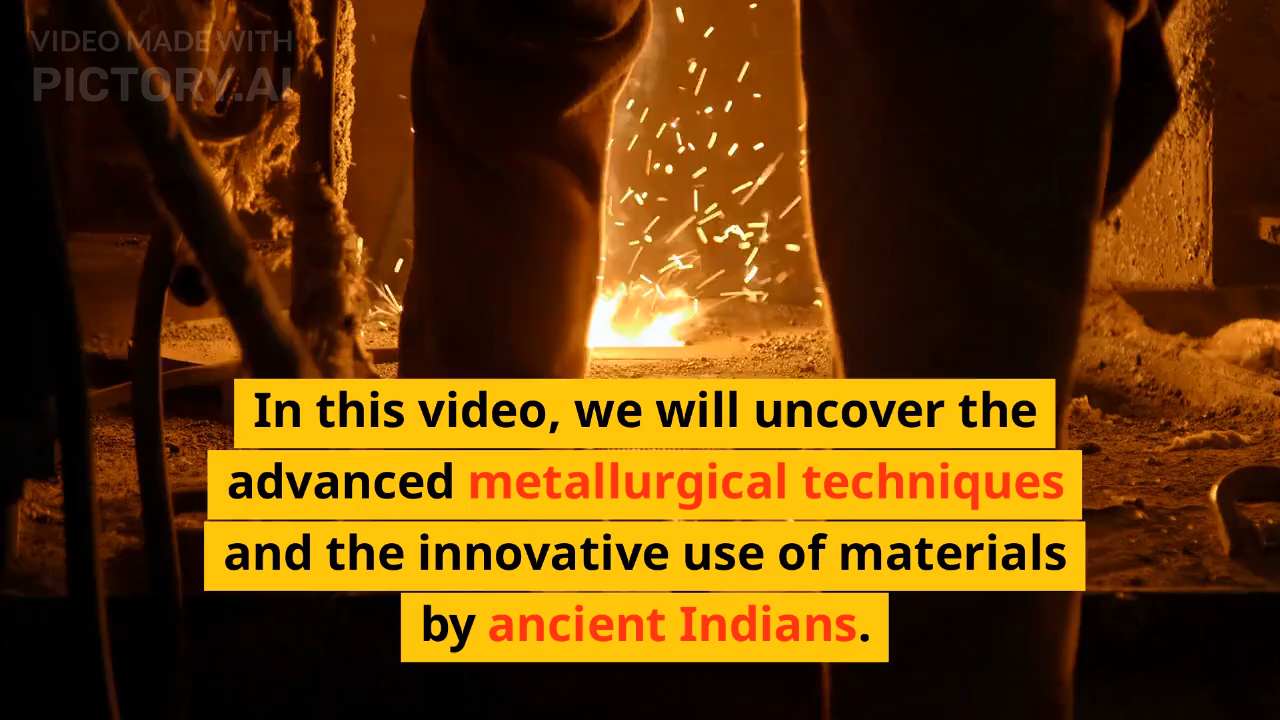 VIDEO MADE WITH
PICTORY.AI
In this video, we will uncover the
advanced metallurgical techniques
and the innovative use of materials
by ancient Indians.